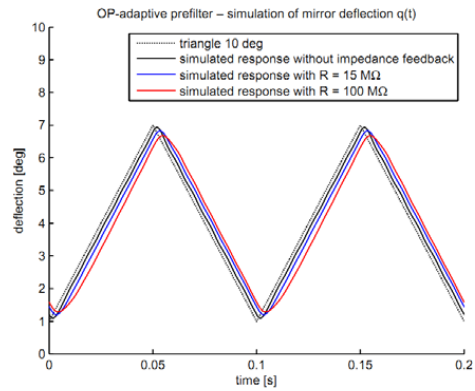 OP-adaptive prefilter – simulation of mirror deflection q(t)
triangle 10 deg
simulated response without impedance feedback
simulated response with R = 15 MΩ
simulated response with R = 100 MΩ
deflection [deg]
10
9
8
7
6
5
4
3
2
1
0
0 0.05 0.1 0.15 0.2
time [s]